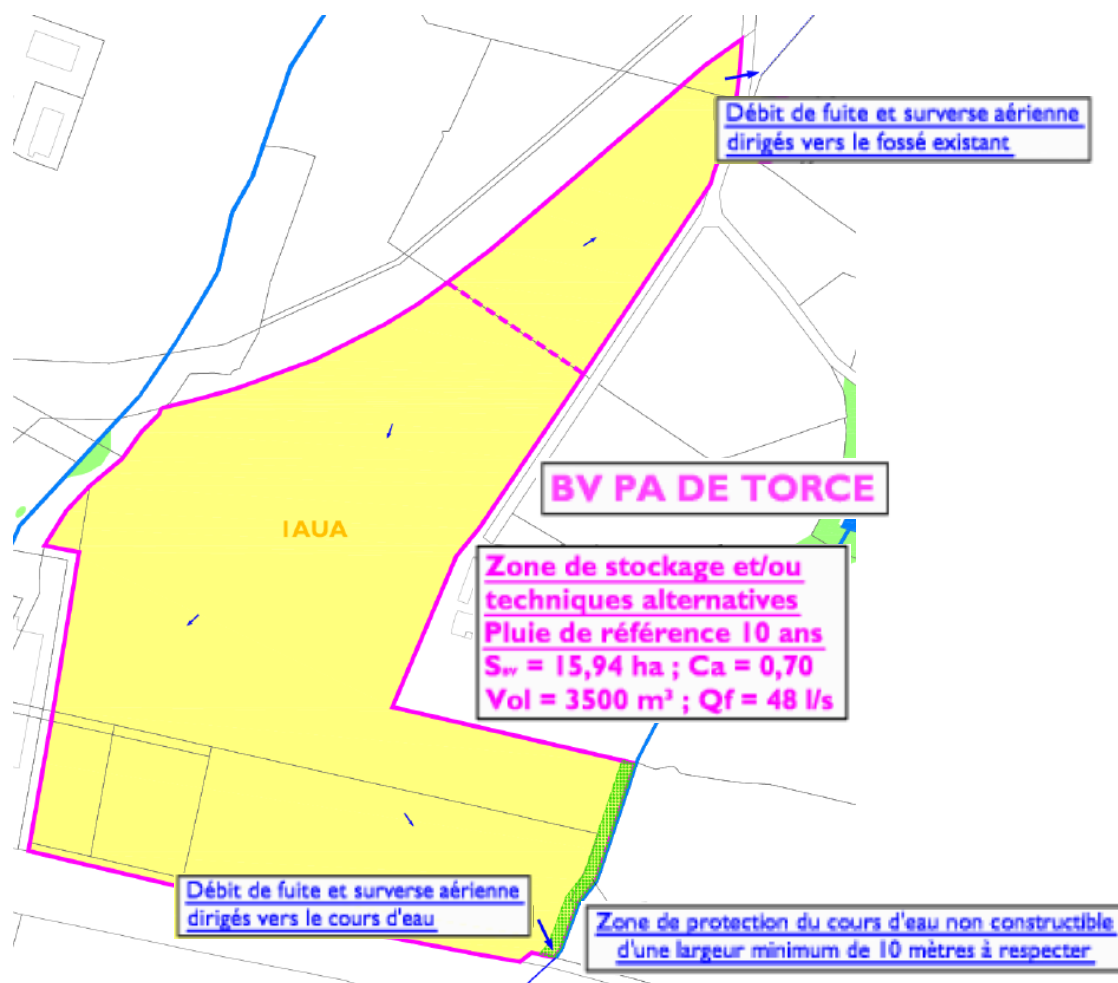 Débit de fuite et surverse aérienne
dirigés vers le fossé existant
BV PA DE TORCE
1AUA
Zone de stockage et/ou
techniques alternatives
Pluie de référence 10 ans
Sev = 15,94 ha ; Ca = 0,70
Vol = 3500 m³ ; Qf = 48 l/s
Débit de fuite et surverse aérienne
dirigés vers le cours d'eau
Zone de protection du cours d'eau non constructible
d'une largeur minimum de 10 mètres à respecter